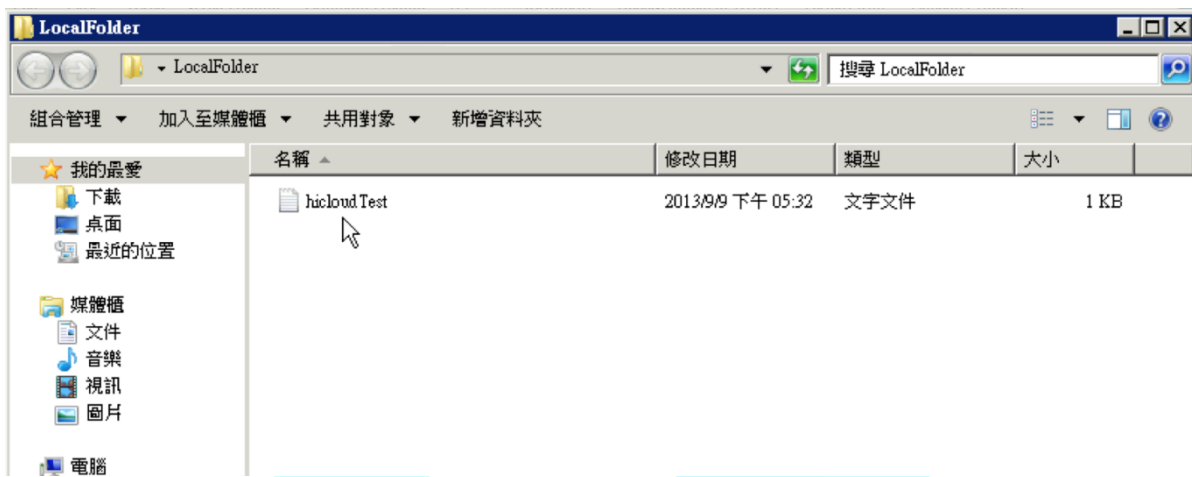 LocalFolder
LocalFolder
搜尋 LocalFolder
組合管理 加入至媒體櫃 共用對象 新增資料夾
我的最愛
下載
桌面
最近的位置
媒體櫃
文件
音樂
視訊
圖片
電腦
名稱 修改日期 類型 大小
hicloud Test 2013/9/9 下午 05:32 文字文件 1 KB